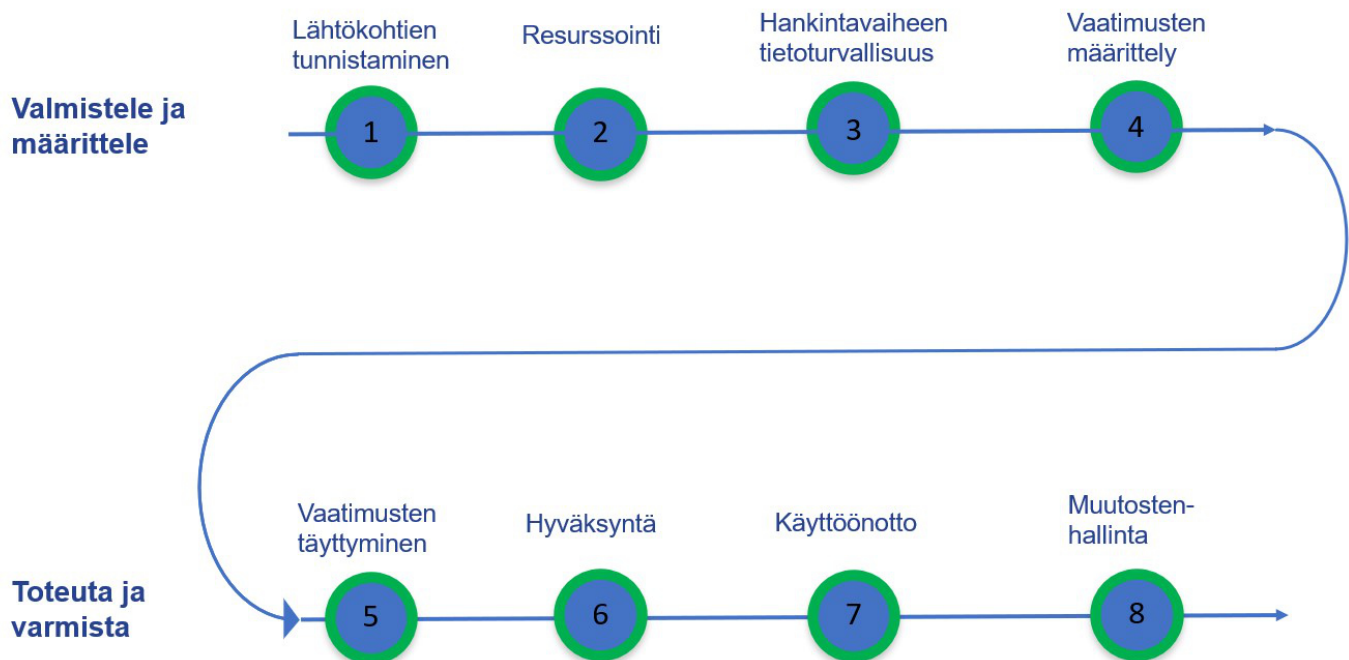 Lähtökohtien
tunnistaminen
Resurssointi
Hankintavaiheen
tietoturvallisuus
Vaatimusten
määrittely
Valmistele ja
määrittele
1
2
3
4
Vaatimusten
täyttyminen
Hyväksyntä
Käyttöönotto
Muutosten-
hallinta
Toteuta ja
varmista
5
6
7
8